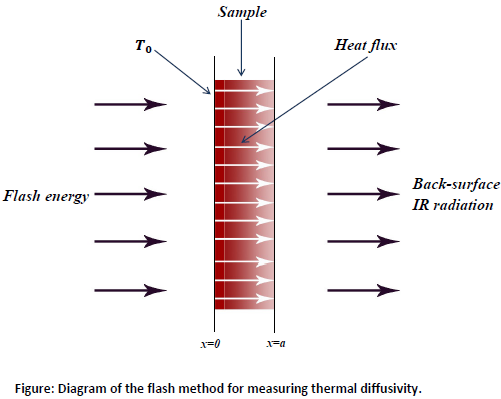 Sample
T₀
Heat flux
Flash energy
Back-surface
IR radiation
x=0
x=a
Figure: Diagram of the flash method for measuring thermal diffusivity.